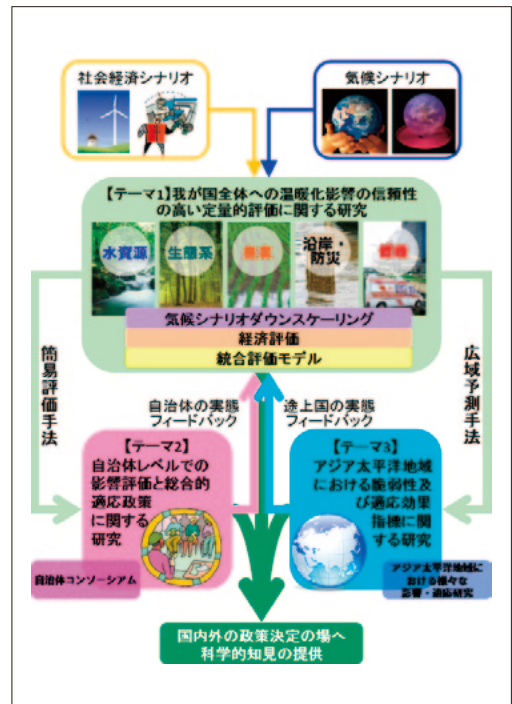 社会経済シナリオ
気候シナリオ
【テーマ1】我が国全体への温暖化影響の信頼性
の高い定量的評価に関する研究
水資源
生態系
沿岸・
防災
気候シナリオダウンスケーリング
経済評価
統合評価モデル
簡易評価手法
広域予測手法
自治体の実態
フィードバック
途上国の実態
フィードバック
【テーマ2】
自治体レベルでの
影響評価と総合的
適応政策
に関する
研究
自治体コンソーシアム
【テーマ3】
アジア太平洋地域
における脆弱性及
び適応効果
指標に関
する研究
アジア太平洋地域に
おける様々な
影響・適応研究
国内外の政策決定の場へ
科学的知見の提供